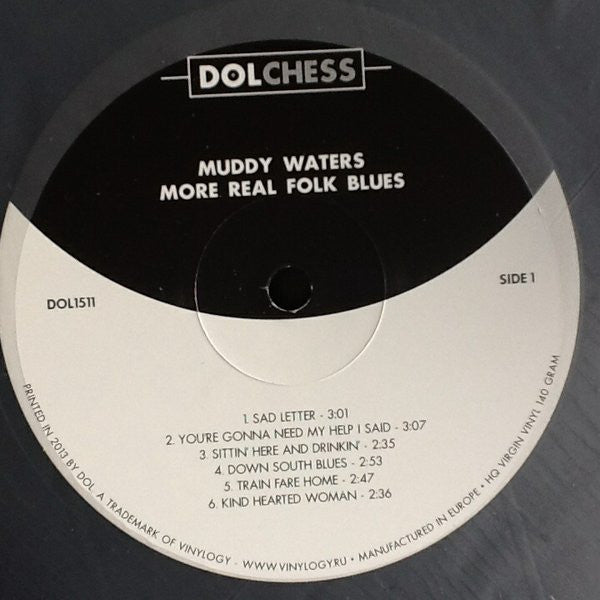 DOLCHESS
MUDDY WATERS
MORE REAL FOLK BLUES
DOL1511
SIDE 1
1. SAD LETTER - 3:01
2. YOURE GONNA NEED MY HELP I SAID - 3:07
3. SITTIN' HERE AND DRINKIN' - 2:35
4. DOWN SOUTH BLUES - 2:53
5. TRAIN FARE HOME - 2:47
6. KIND HEARTED WOMAN - 2:36
PRINTED IN 2013 BY DOL. A TRADEMARK OF VINYLOGY · WWW.VINYLOGY.RU • MANUFACTURED IN EUROPE • HQ VIRGIN VINYL 140 GRAM